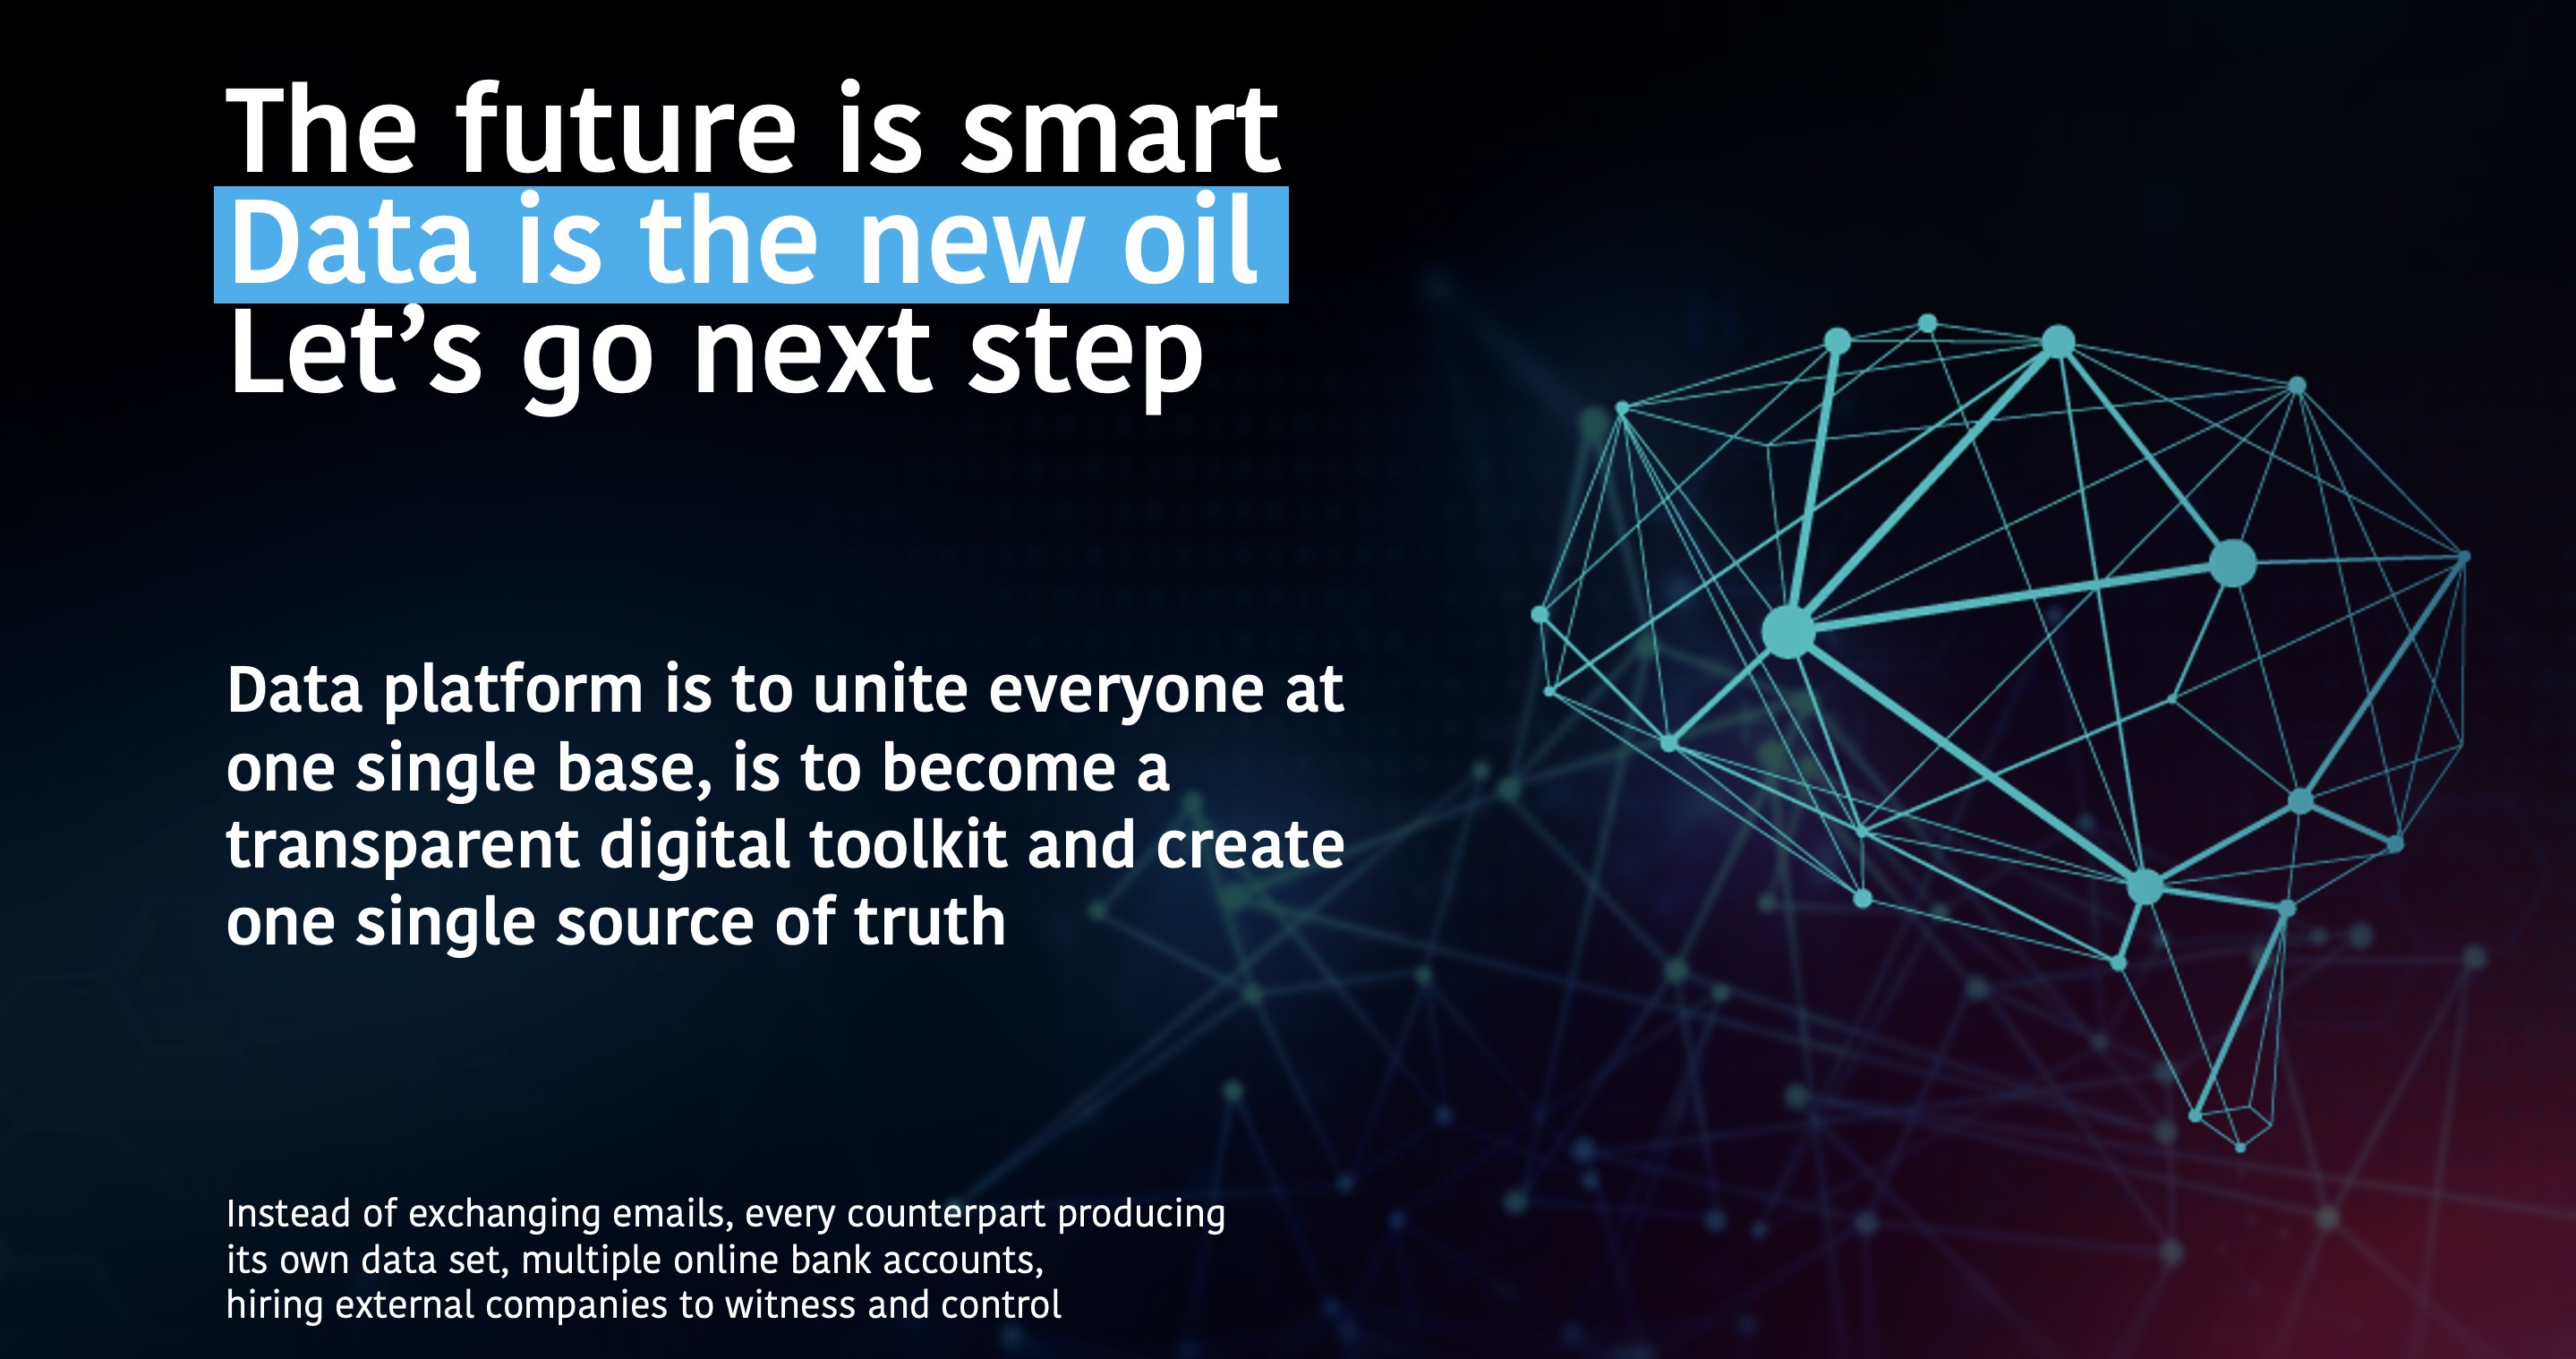 The future is smart
Data is the new oil
Let’s go next step
Data platform is to unite everyone at
one single base, is to become a
transparent digital toolkit and create
one single source of truth
Instead of exchanging emails, every counterpart producing
its own data set, multiple online bank accounts,
hiring external companies to witness and control